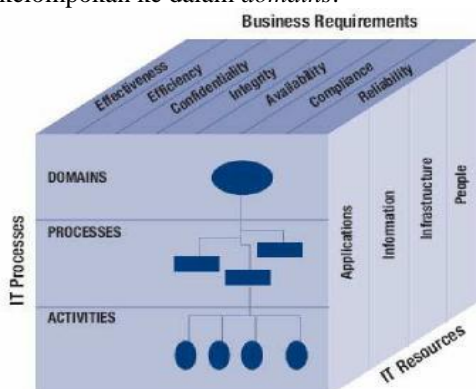 kelompokan ke dalam domains.
Business Requirements
Effectiveness
Efficiency
Confidentiality
Integrity
Availability
Compliance
Reliability
DOMAINS
PROCESSES
ACTIVITIES
IT Processes
Applications
Information
Infrastructure
People
IT Resources